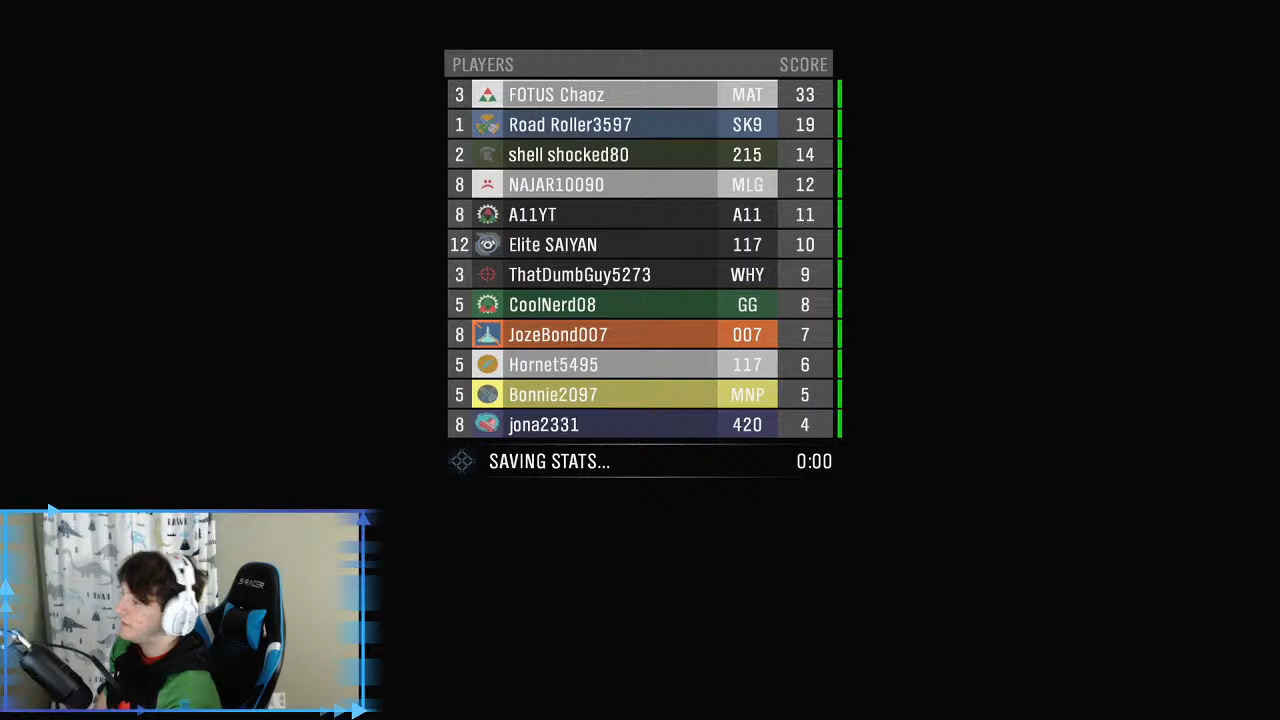 PLAYERS SCORE
3 FOTUS Chaoz MAT 33
1 Road Roller3597 SK9 19
2 shell shocked80 215 14
8 NAJAR10090 MLG 12
8 A11YT A11 11
12 Elite SAIYAN 117 10
3 ThatDumbGuy5273 WHY 9
5 CoolNerd08 GG 8
8 JozeBond007 007 7
5 Hornet5495 117 6
5 Bonnie2097 MNP 5
8 jona2331 420 4
SAVING STATS... 0:00
RAWR
S-RACER